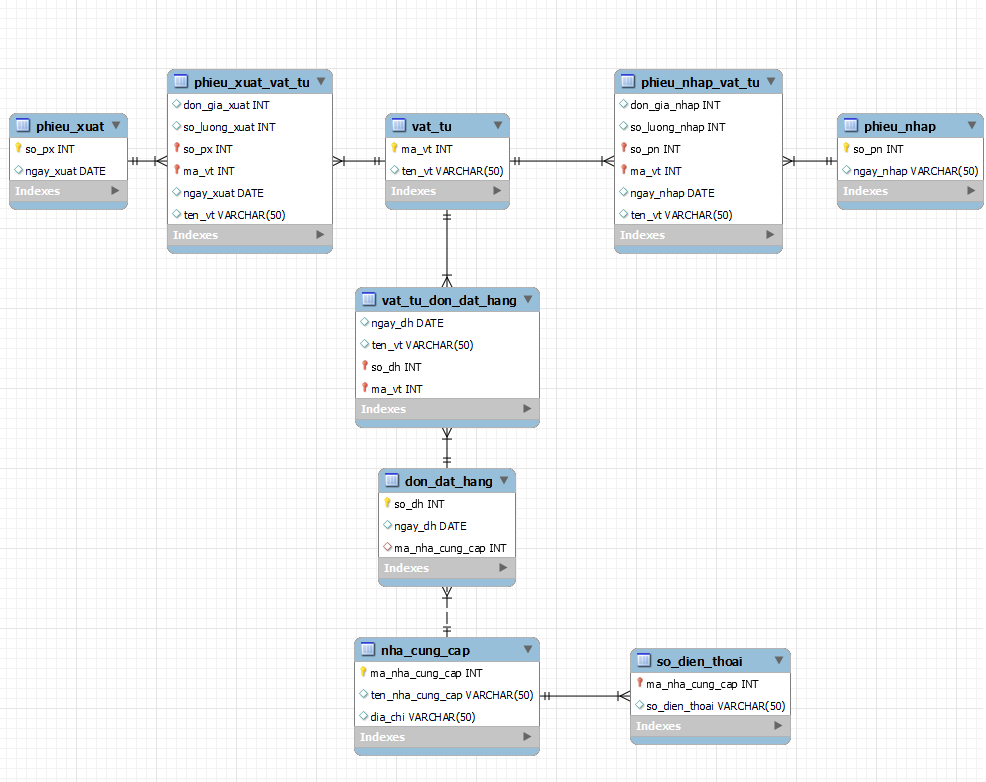 phieu_xuat
so_px INT
ngay_xuat DATE
Indexes
phieu_xuat_vat_tu
don_gia_xuat INT
so_luong_xuat INT
so_px INT
ma_vt INT
ngay_xuat DATE
ten_vt VARCHAR(50)
Indexes
vat_tu
ma_vt INT
ten_vt VARCHAR(50)
Indexes
phieu_nhap_vat_tu
don_gia_nhap INT
so_luong_nhap INT
so_pn INT
ma_vt INT
ngay_nhap DATE
ten_vt VARCHAR(50)
Indexes
phieu_nhap
so_pn INT
ngay_nhap VARCHAR(50)
Indexes
vat_tu_don_dat_hang
ngay_dh DATE
ten_vt VARCHAR(50)
so_dh INT
ma_vt INT
Indexes
don_dat_hang
so_dh INT
ngay_dh DATE
ma_nha_cung_cap INT
Indexes
nha_cung_cap
ma_nha_cung_cap INT
ten_nha_cung_cap VARCHAR(50)
dia_chi VARCHAR(50)
Indexes
so_dien_thoai
ma_nha_cung_cap INT
so_dien_thoai VARCHAR(50)
Indexes